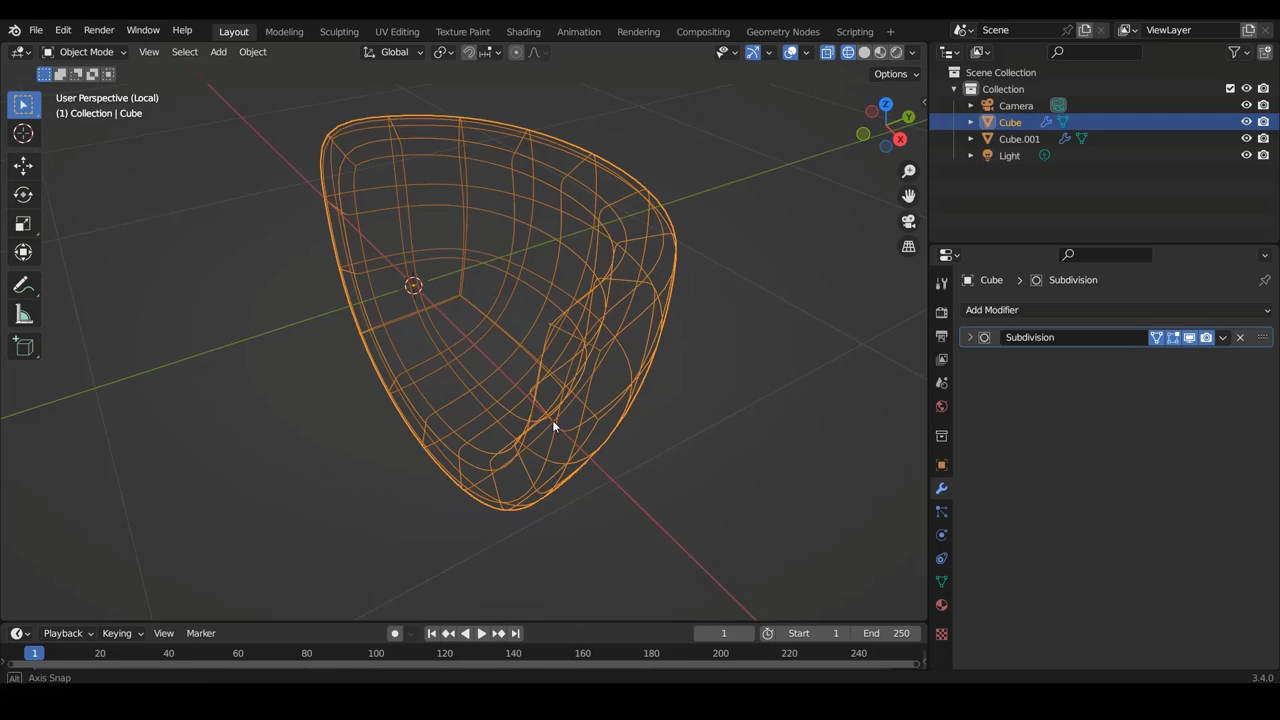 File Edit Render Window Help Layout Modeling Sculpting UV Editing Texture Paint Shading Animation Rendering Compositing Geometry Nodes Scripting + Scene ViewLayer
Object Mode View Select Add Object Global
Options
User Perspective (Local)
(1) Collection | Cube
Z
Y
X
Scene Collection
Collection
Camera
Cube
Cube.001
Light
Cube > Subdivision
Add Modifier
Subdivision
Playback Keying View Marker 1 Start 1 End 250
1 20 40 60 80 100 120 140 160 180 200 220 240
Alt Axis Snap 3.4.0